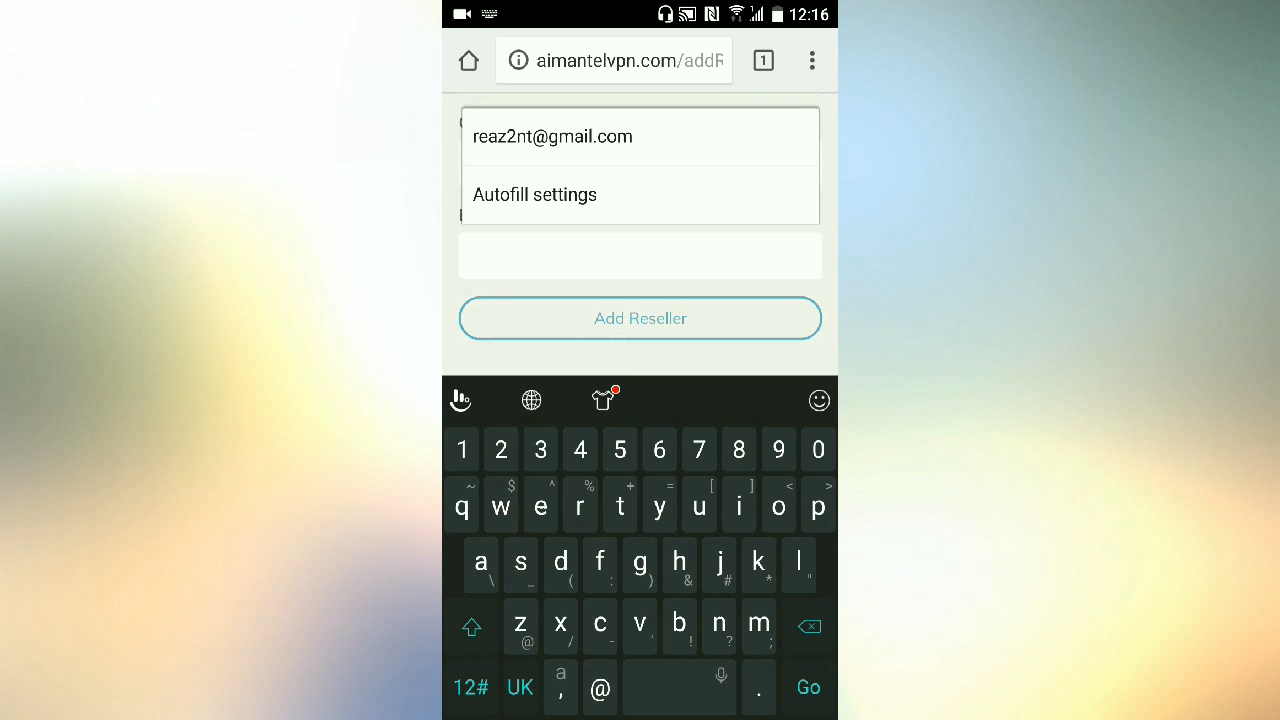 12:16
aimantelvpn.com/addR
1
reaz2nt@gmail.com
Autofill settings
Add Reseller
1 2 3 4 5 6 7 8 9 0
~ $ ^ % + = [ ] < >
q w e r t y u i o p
a s d f g h j k l
\ _ ( : ) & # * "
z x c v b n m
@ / - ' ! ? ;
12# UK a , @ . Go